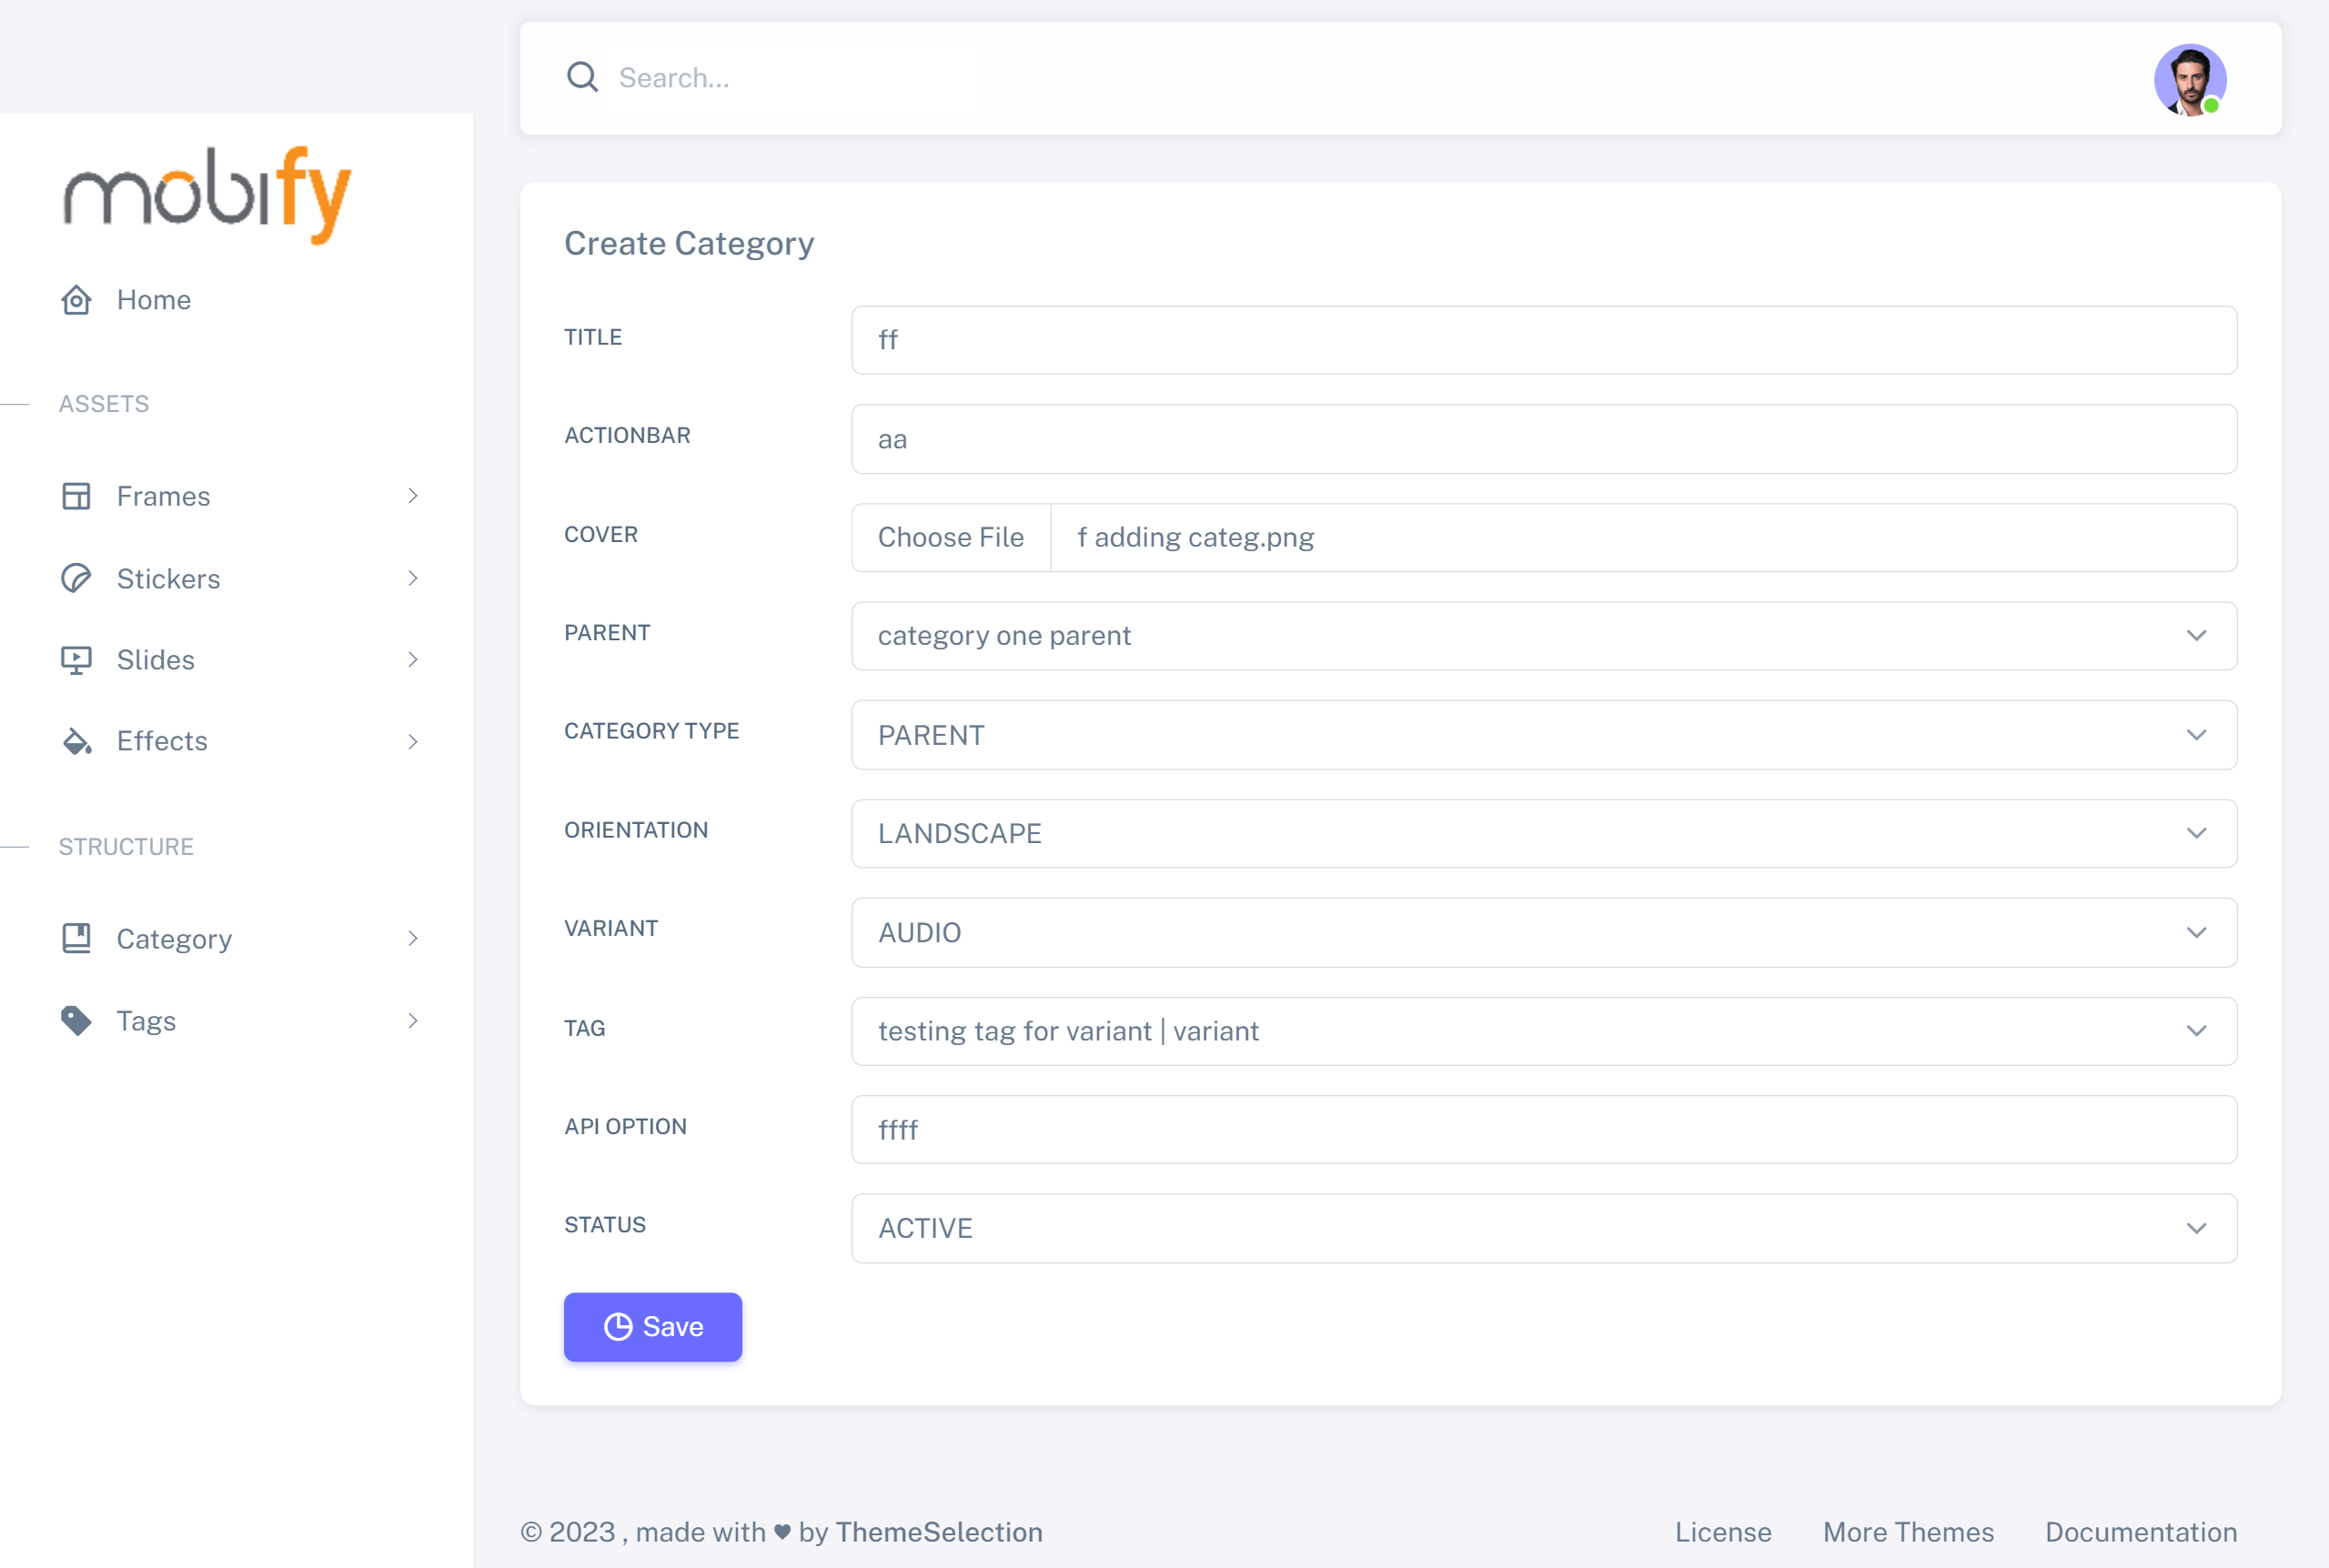 Search...
mobify
Home
ASSETS
Frames
Stickers
Slides
Effects
STRUCTURE
Category
Tags
Create Category
TITLE
ff
ACTIONBAR
aa
COVER
Choose File
f adding categ.png
PARENT
category one parent
CATEGORY TYPE
PARENT
ORIENTATION
LANDSCAPE
VARIANT
AUDIO
TAG
testing tag for variant | variant
API OPTION
ffff
STATUS
ACTIVE
Save
© 2023 , made with ♥ by ThemeSelection
License
More Themes
Documentation